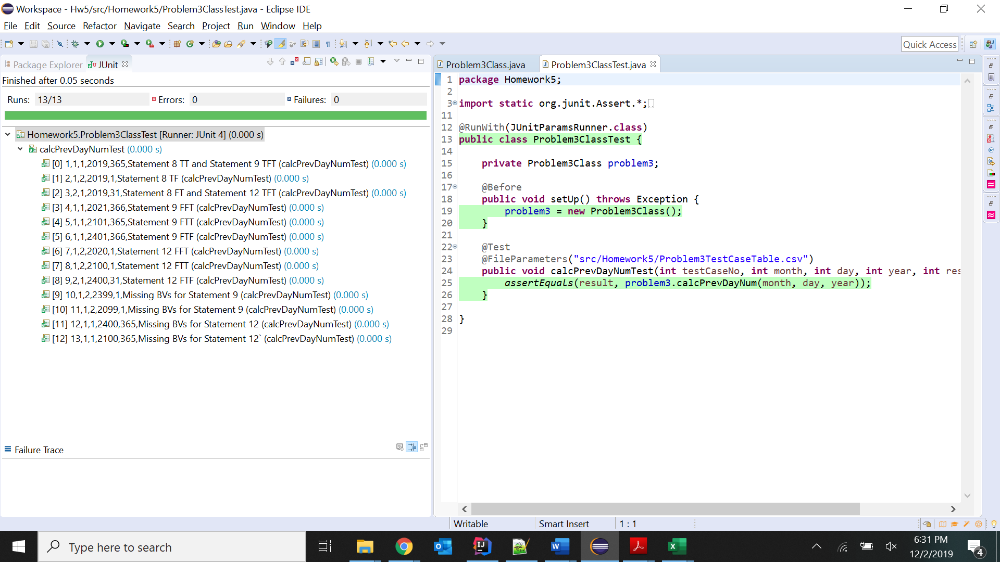 Workspace - Hw5/src/Homework5/Problem3ClassTest.java - Eclipse IDE
File Edit Source Refactor Navigate Search Project Run Window Help
Quick Access
Package Explorer JUnit
Finished after 0.05 seconds
Runs: 13/13 Errors: 0 Failures: 0
Homework5.Problem3ClassTest [Runner: JUnit 4] (0.000 s)
calcPrevDayNumTest (0.000 s)
[0] 1,1,1,2019,365,Statement 8 TT and Statement 9 TFT (calcPrevDayNumTest) (0.000 s)
[1] 2,1,2,2019,1,Statement 8 TF (calcPrevDayNumTest) (0.000 s)
[2] 3,2,1,2019,31,Statement 8 FT and Statement 12 TFT (calcPrevDayNumTest) (0.000 s)
[3] 4,1,1,2021,366,Statement 9 FFT (calcPrevDayNumTest) (0.000 s)
[4] 5,1,1,2101,365,Statement 9 FTT (calcPrevDayNumTest) (0.000 s)
[5] 6,1,1,2401,366,Statement 9 FTF (calcPrevDayNumTest) (0.000 s)
[6] 7,1,2,2020,1,Statement 12 FFT (calcPrevDayNumTest) (0.000 s)
[7] 8,1,2,2100,1,Statement 12 FTT (calcPrevDayNumTest) (0.000 s)
[8] 9,2,1,2400,31,Statement 12 FTF (calcPrevDayNumTest) (0.000 s)
[9] 10,1,2,2399,1,Missing BVs for Statement 9 (calcPrevDayNumTest) (0.000 s)
[10] 11,1,2,2099,1,Missing BVs for Statement 9 (calcPrevDayNumTest) (0.000 s)
[11] 12,1,1,2400,365,Missing BVs for Statement 12 (calcPrevDayNumTest) (0.000 s)
[12] 13,1,1,2100,365,Missing BVs for Statement 12` (calcPrevDayNumTest) (0.000 s)
Failure Trace
Problem3Class.java Problem3ClassTest.java
1 package Homework5;
2
3 import static org.junit.Assert.*;
11
12 @RunWith(JUnitParamsRunner.class)
13 public class Problem3ClassTest {
14
15 private Problem3Class problem3;
16
17 @Before
18 public void setUp() throws Exception {
19 problem3 = new Problem3Class();
20 }
21
22 @Test
23 @FileParameters("src/Homework5/Problem3TestCaseTable.csv")
24 public void calcPrevDayNumTest(int testCaseNo, int month, int day, int year, int res
25 assertEquals(result, problem3.calcPrevDayNum(month, day, year));
26 }
27
28 }
29
Writable Smart Insert 1 : 1
Type here to search
6:31 PM
12/2/2019
4